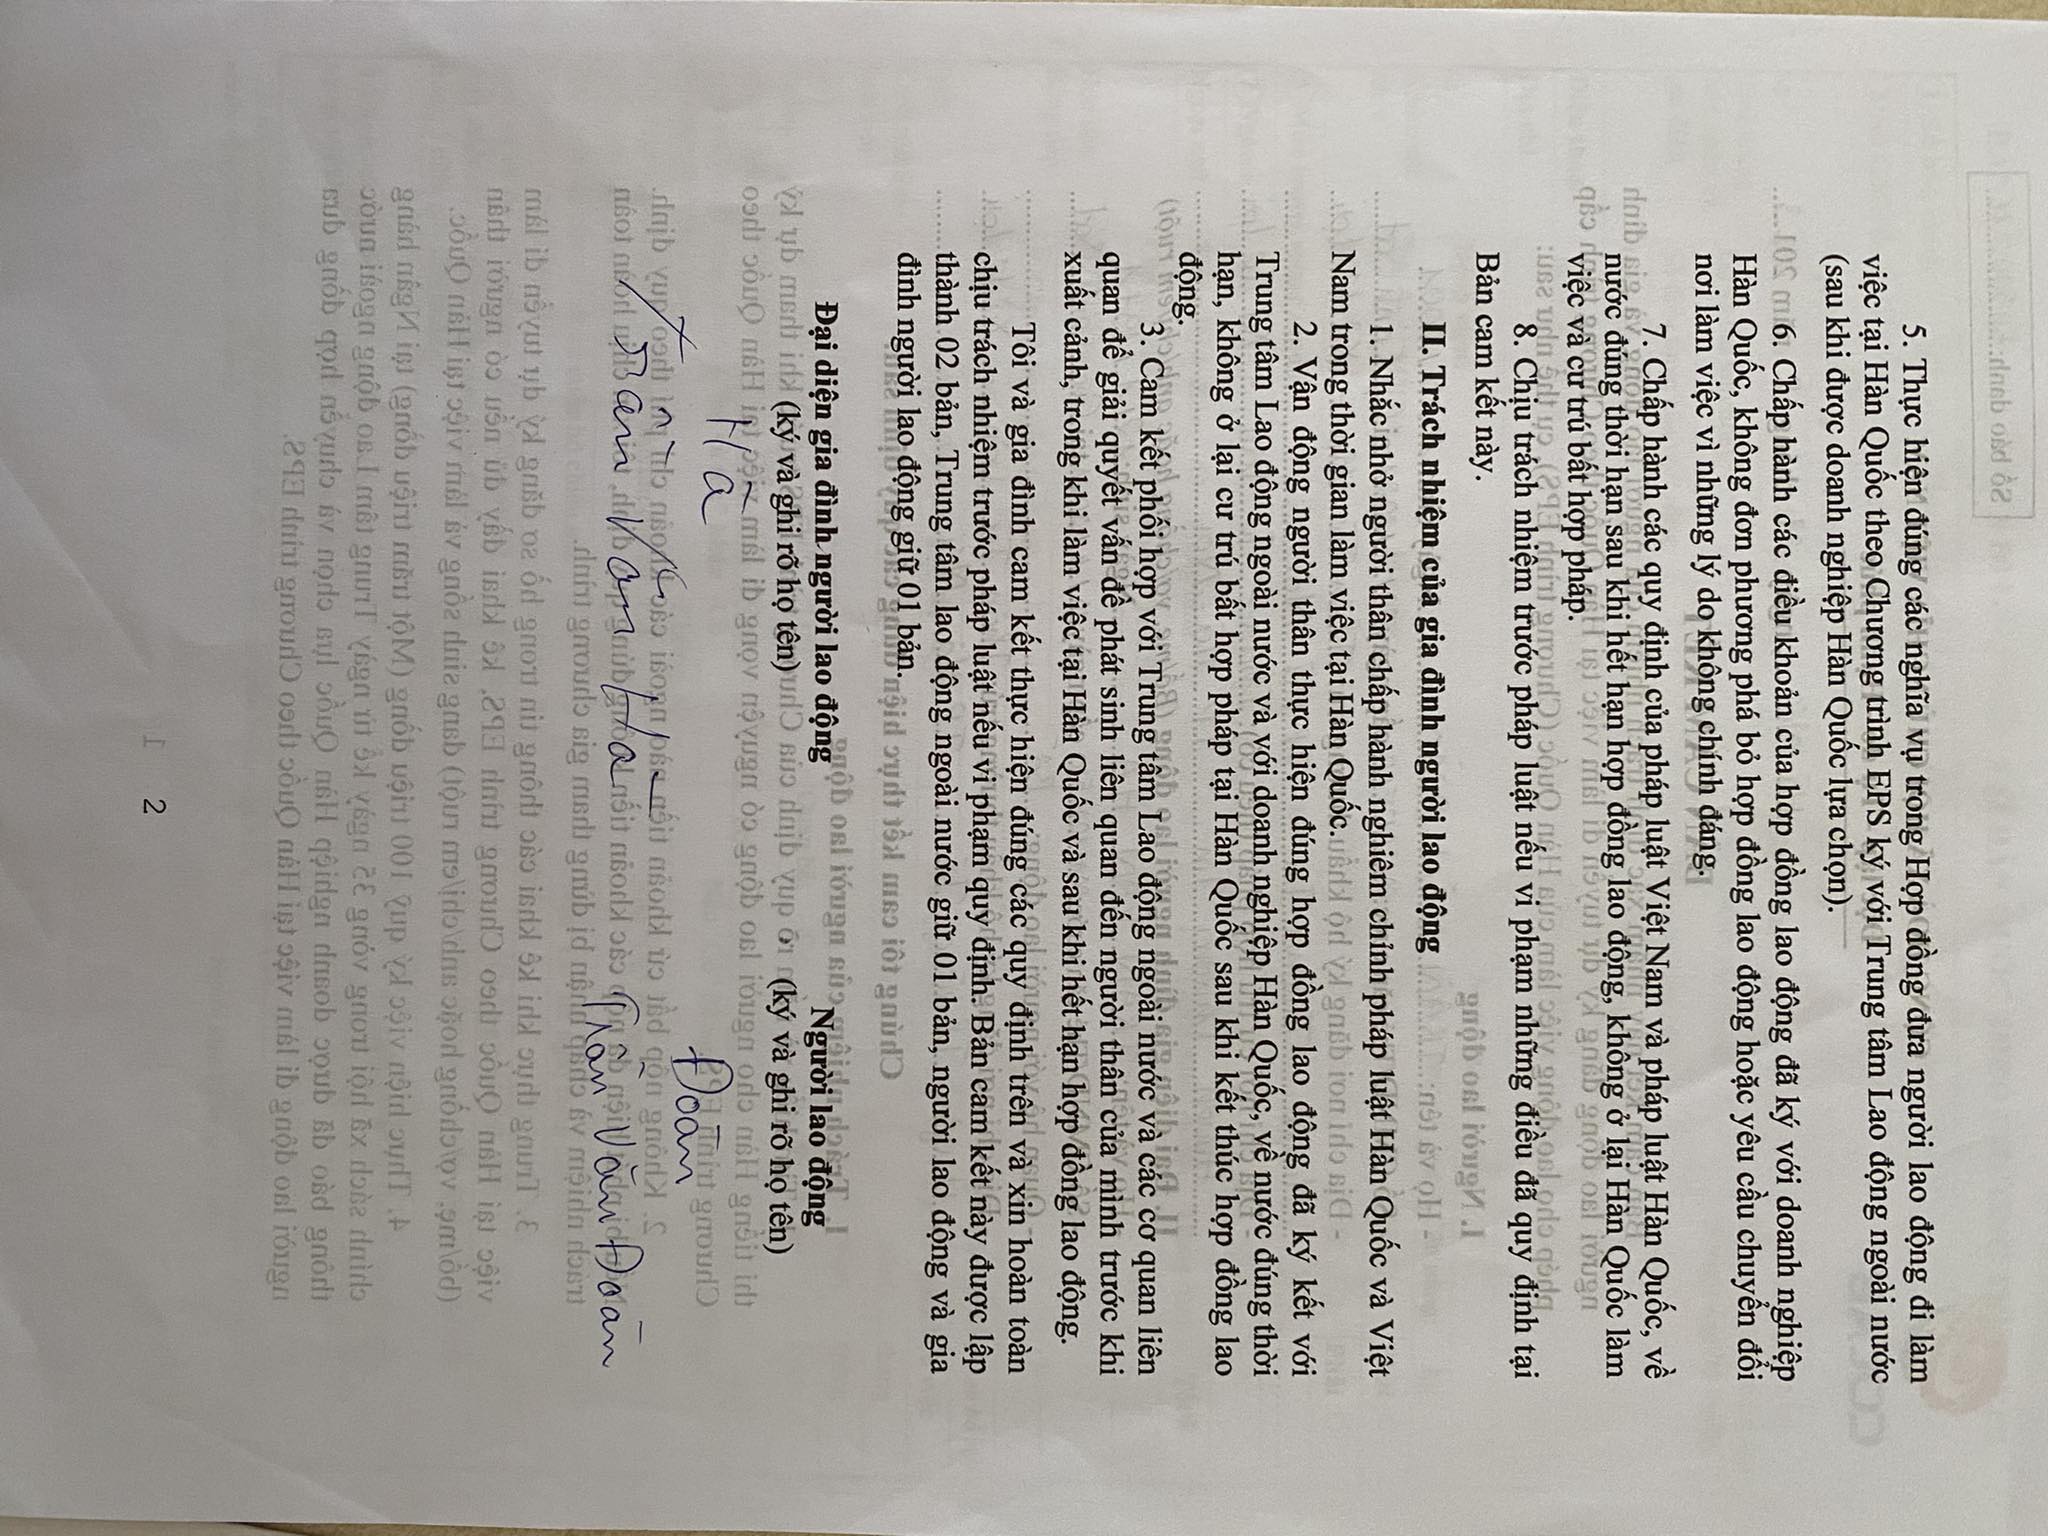 5. Thực hiện đúng các nghĩa vụ trong Hợp đồng đưa người lao động đi làm
việc tại Hàn Quốc theo Chương trình EPS ký với Trung tâm Lao động ngoài nước
(sau khi được doanh nghiệp Hàn Quốc lựa chọn).
6. Chấp hành các điều khoản của hợp đồng lao động đã ký với doanh nghiệp
Hàn Quốc, không đơn phương phá bỏ hợp đồng lao động hoặc yêu cầu chuyển đổi
nơi làm việc vì những lý do không chính đáng.
7. Chấp hành các quy định của pháp luật Việt Nam và pháp luật Hàn Quốc, về
nước đúng thời hạn sau khi hết hạn hợp đồng lao động, không ở lại Hàn Quốc làm
việc và cư trú bất hợp pháp.
8. Chịu trách nhiệm trước pháp luật nếu vi phạm những điều đã quy định tại
Bản cam kết này.
II. Trách nhiệm của gia đình người lao động
1. Nhắc nhở người thân chấp hành nghiêm chỉnh pháp luật Hàn Quốc và Việt
Nam trong thời gian làm việc tại Hàn Quốc.
2. Vận động người thân thực hiện đúng hợp đồng lao động đã ký kết với
Trung tâm Lao động ngoài nước và với doanh nghiệp Hàn Quốc, về nước đúng thời
hạn, không ở lại cư trú bất hợp pháp tại Hàn Quốc sau khi kết thúc hợp đồng lao
động.
3. Cam kết phối hợp với Trung tâm Lao động ngoài nước và các cơ quan liên
quan để giải quyết vấn đề phát sinh liên quan đến người thân của mình trước khi
xuất cảnh, trong khi làm việc tại Hàn Quốc và sau khi hết hạn hợp đồng lao động.
Tôi và gia đình cam kết thực hiện đúng các quy định trên và xin hoàn toàn
chịu trách nhiệm trước pháp luật nếu vi phạm quy định. Bản cam kết này được lập
thành 02 bản, Trung tâm lao động ngoài nước giữ 01 bản, người lao động và gia
đình người lao động giữ 01 bản.
Đại diện gia đình người lao động Người lao động
(ký và ghi rõ họ tên) (ký và ghi rõ họ tên)
Hà Đoàn
Trần Văn Hà Trần Văn Đoàn
2